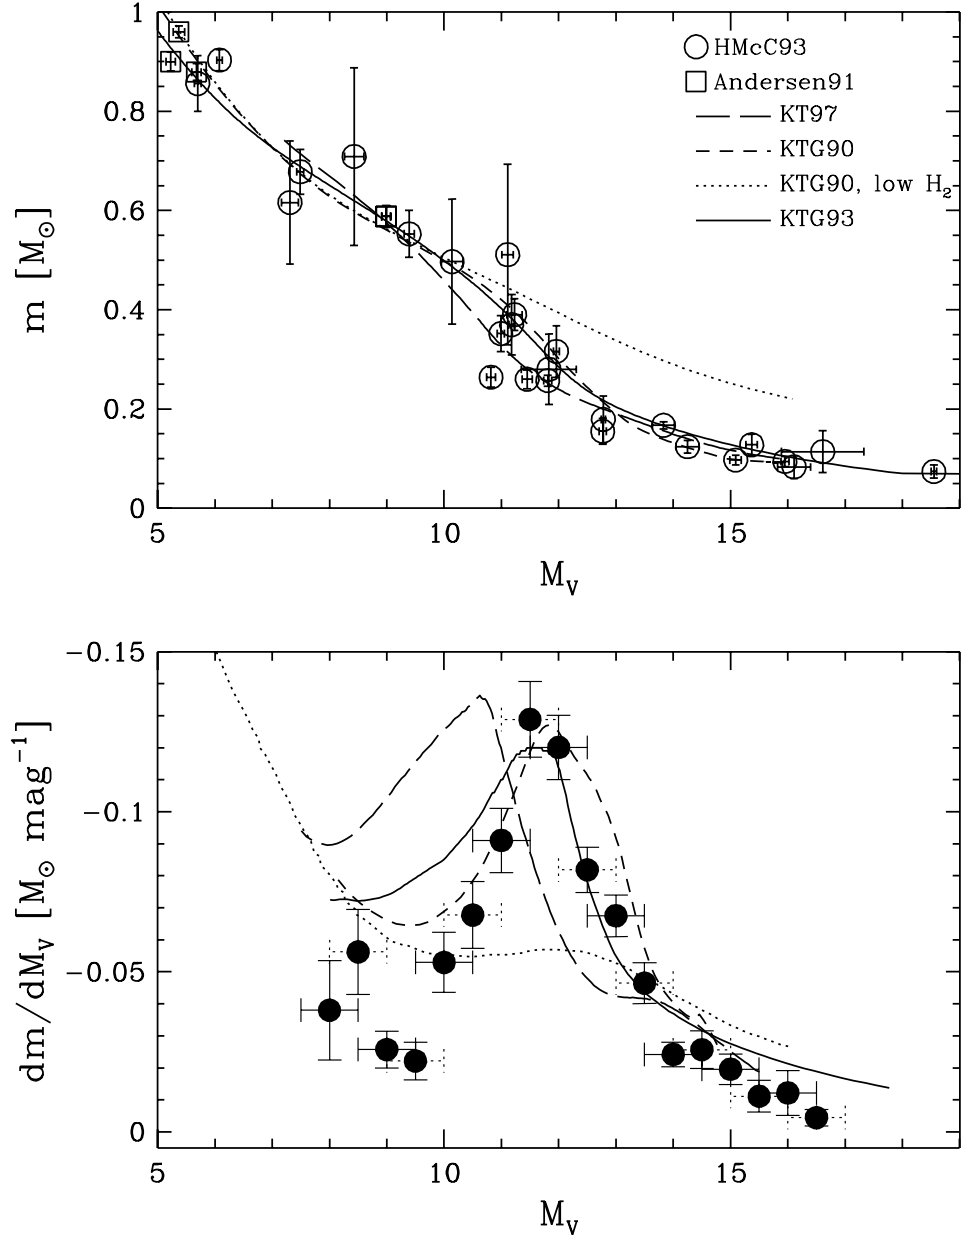 1
0.8
0.6
0.4
0.2
0
m [M⊙]
HMcC93
Andersen91
KT97
KTG90
KTG90, low H₂
KTG93
5 10 15
M_V
−0.15
−0.1
−0.05
0
dm/dM_V [M⊙ mag⁻¹]
5 10 15
M_V